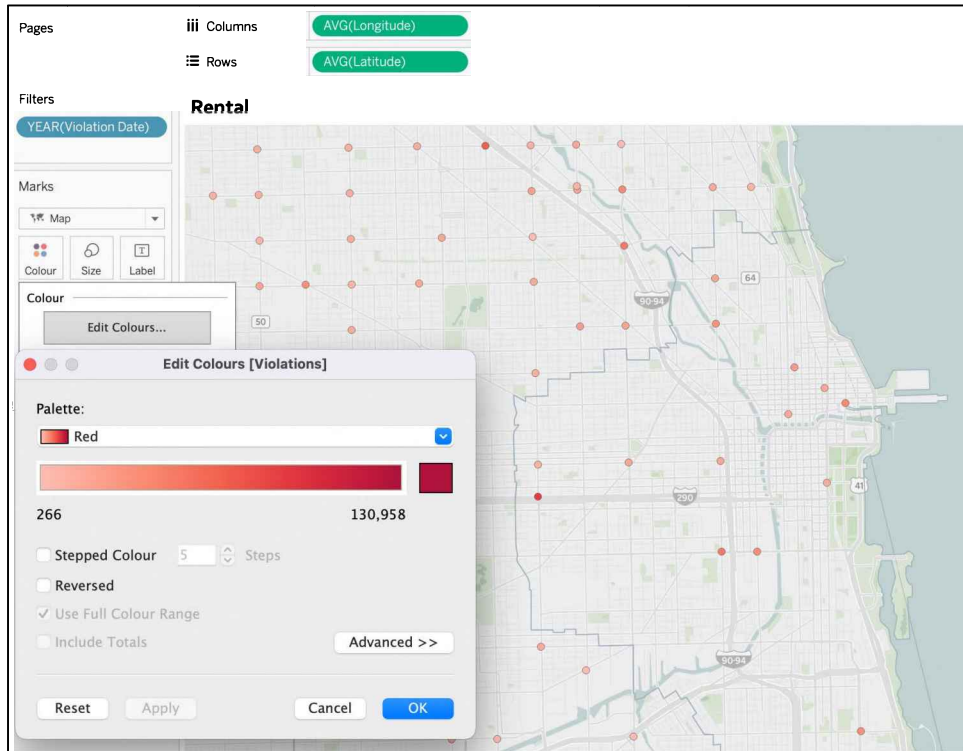 Pages
Columns
AVG(Longitude)
Rows
AVG(Latitude)
Filters
YEAR(Violation Date)
Rental
Marks
Map
Colour
Size
T
Label
Colour
Edit Colours...
Edit Colours [Violations]
Palette:
Red
266
130,958
Stepped Colour
5
Steps
Reversed
Use Full Colour Range
Include Totals
Advanced >>
Reset
Apply
Cancel
OK
64
90-94
50
290
41
90-94